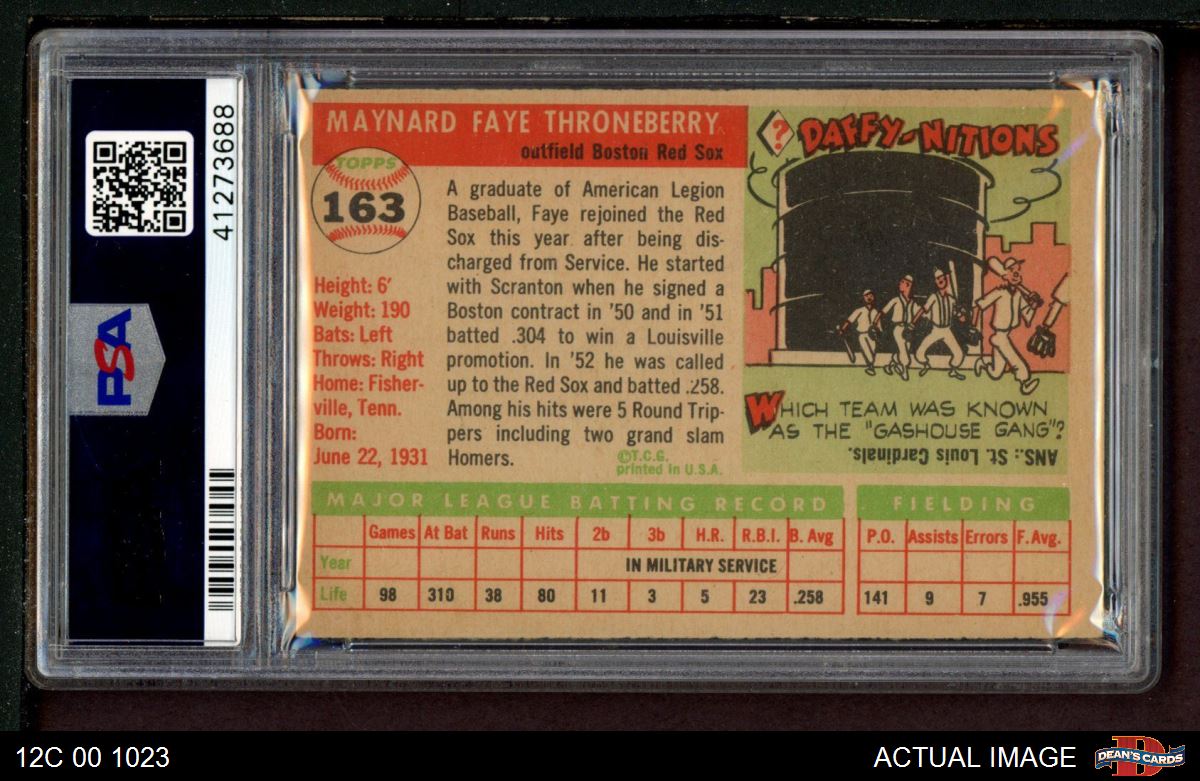 41273688
PSA
MAYNARD FAYE THRONEBERRY
outfield Boston Red Sox
TOPPS
163
Height: 6'
Weight: 190
Bats: Left
Throws: Right
Home: Fisher-
ville, Tenn.
Born:
June 22, 1931
A graduate of American Legion
Baseball, Faye rejoined the Red
Sox this year after being dis-
charged from Service. He started
with Scranton when he signed a
Boston contract in '50 and in '51
batted .304 to win a Louisville
promotion. In '52 he was called
up to the Red Sox and batted .258.
Among his hits were 5 Round Trip-
pers including two grand slam
Homers.
©T.C.G.
printed in U.S.A.
? DAFFY-NITIONS
WHICH TEAM WAS KNOWN
AS THE "GASHOUSE GANG"?
ANS.: St. Louis Cardinals.
MAJOR LEAGUE BATTING RECORD FIELDING
Games At Bat Runs Hits 2b 3b H.R. R.B.I. B. Avg P.O. Assists Errors F. Avg.
Year IN MILITARY SERVICE
Life 98 310 38 80 11 3 5 23 .258 141 9 7 .955
12C 00 1023
ACTUAL IMAGE
D
DEAN'S CARDS